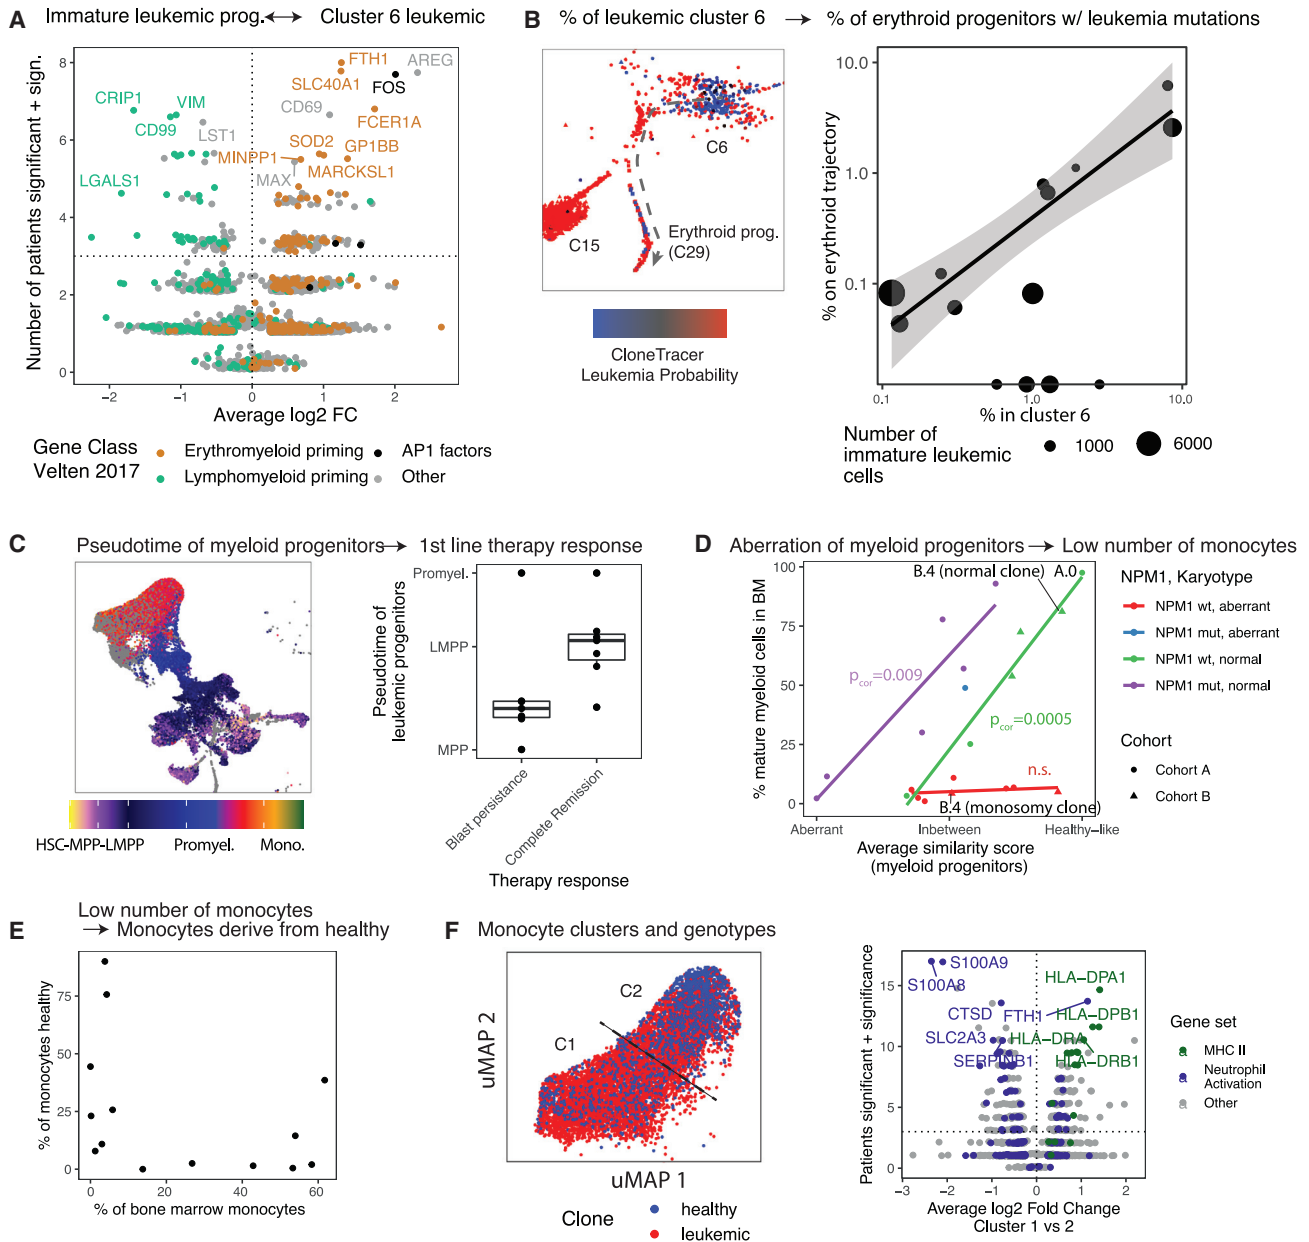 A
Immature leukemic prog. ↔ Cluster 6 leukemic
Number of patients significant + sign.
8
6
4
2
0
FTH1
AREG
SLC40A1
FOS
CRIP1
VIM
CD69
FCER1A
CD99
LST1
SOD2
GP1BB
MINPP1
MARCKSL1
MAX
LGALS1
−2
−1
0
1
2
Average log2 FC
Gene Class
Velten 2017
Erythromyeloid priming
AP1 factors
Lymphomyeloid priming
Other
B
% of leukemic cluster 6 → % of erythroid progenitors w/ leukemia mutations
C6
C15
Erythroid prog.
(C29)
CloneTracer
Leukemia Probability
% on erythroid trajectory
10.0
1.0
0.1
0.1
1.0
10.0
% in cluster 6
Number of
immature leukemic
cells
1000
6000
C
Pseudotime of myeloid progenitors → 1st line therapy response
HSC-MPP-LMPP
Promyel.
Mono.
Pseudotime of
leukemic progenitors
Promyel.
LMPP
MPP
Blast persistance
Complete Remission
Therapy response
D
Aberration of myeloid progenitors → Low number of monocytes
% mature myeloid cells in BM
100
75
50
25
0
B.4 (normal clone)
A.0
pcor=0.009
pcor=0.0005
n.s.
B.4 (monosomy clone)
Aberrant
Inbetween
Healthy-like
Average similarity score
(myeloid progenitors)
NPM1, Karyotype
NPM1 wt, aberrant
NPM1 mut, aberrant
NPM1 wt, normal
NPM1 mut, normal
Cohort
Cohort A
Cohort B
E
Low number of monocytes
→ Monocytes derive from healthy
% of monocytes healthy
75
50
25
0
0
20
40
60
% of bone marrow monocytes
F
Monocyte clusters and genotypes
C2
C1
uMAP 2
uMAP 1
Clone
healthy
leukemic
Patients significant + significance
15
10
5
0
S100A9
S100A8
HLA−DPA1
CTSD
FTH1
HLA−DPB1
SLC2A3
HLA−DRA
SERPINB1
HLA−DRB1
−3
−2
−1
0
1
2
Average log2 Fold Change
Cluster 1 vs 2
Gene set
MHC II
Neutrophil
Activation
Other